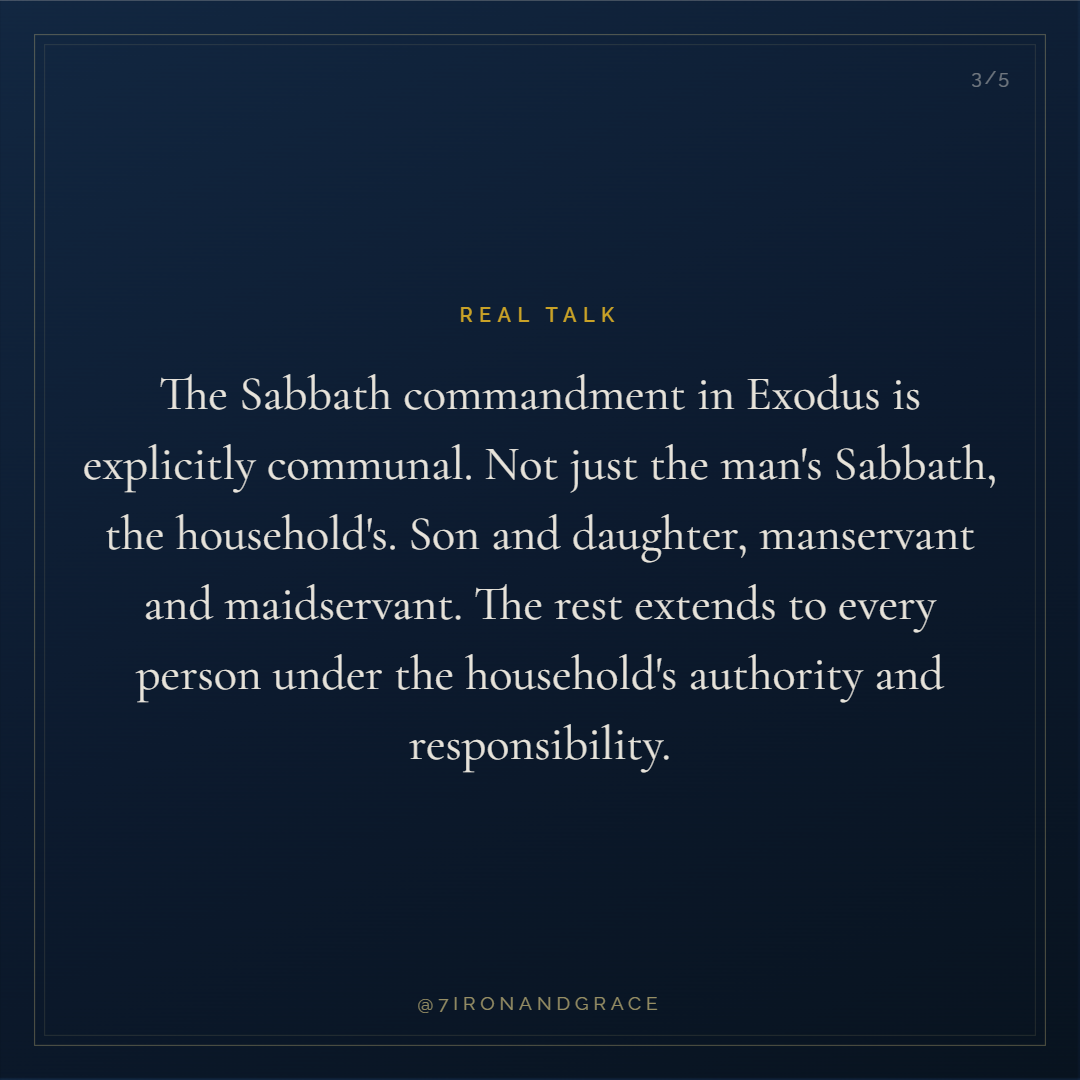 3/5
REAL TALK
The Sabbath commandment in Exodus is
explicitly communal. Not just the man's Sabbath,
the household's. Son and daughter, manservant
and maidservant. The rest extends to every
person under the household's authority and
responsibility.
@7IRONANDGRACE